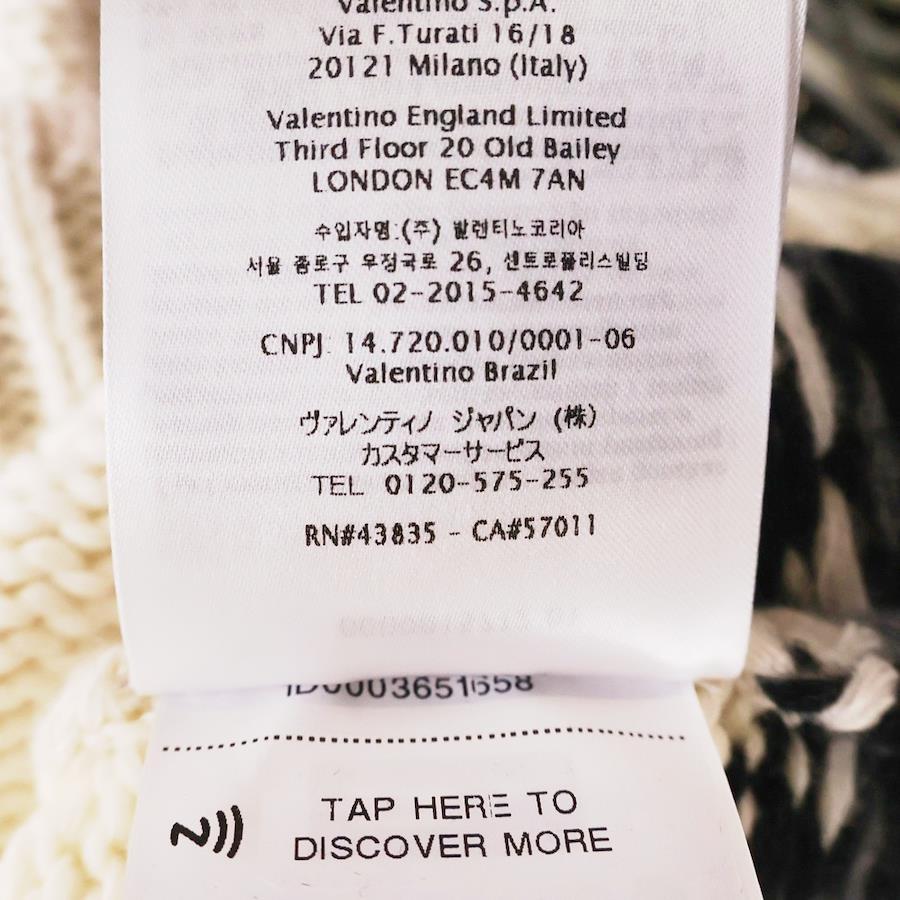 Valentino S.p.A.
Via F.Turati 16/18
20121 Milano (Italy)
Valentino England Limited
Third Floor 20 Old Bailey
LONDON EC4M 7AN
수입자명:(주) 발렌티노코리아
서울 종로구 우정국로 26, 센트로폴리스빌딩
TEL 02-2015-4642
CNPJ: 14.720.010/0001-06
Valentino Brazil
ヴァレンティノ ジャパン (株)
カスタマーサービス
TEL 0120-575-255
RN#43835 - CA#57011
ID0003651658
TAP HERE TO
DISCOVER MORE